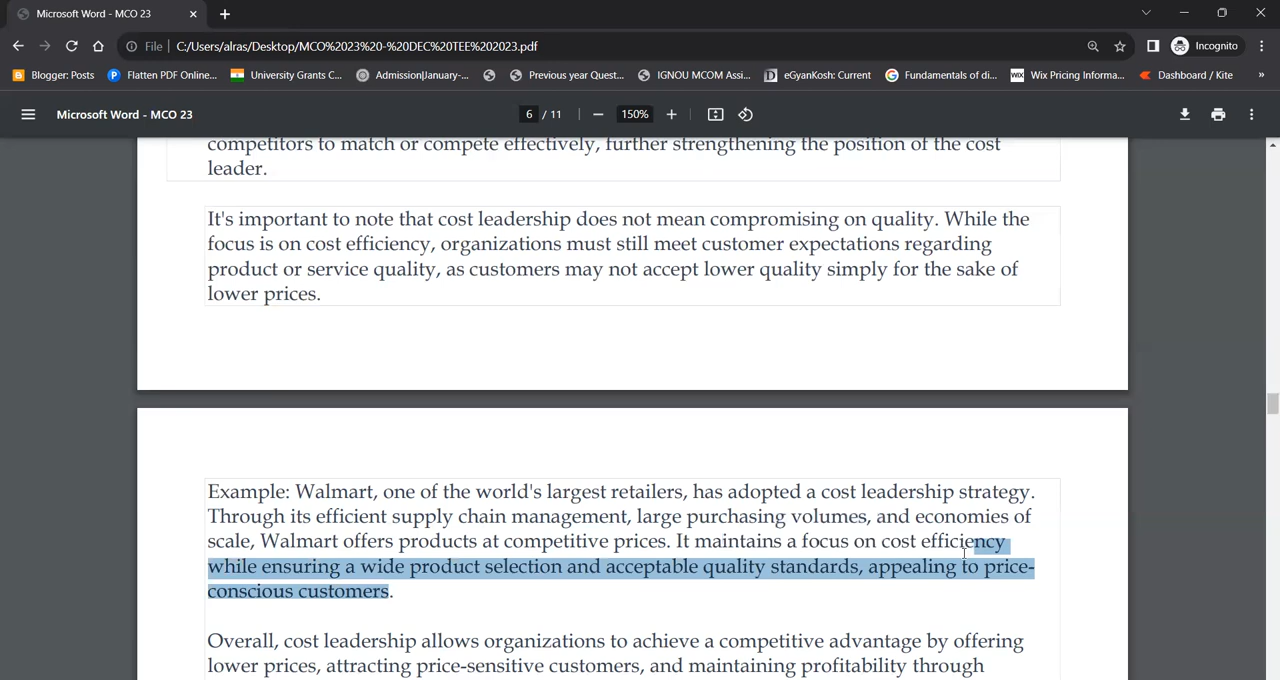 Microsoft Word - MCO 23
File C:/Users/alras/Desktop/MCO%2023%20-%20DEC%20TEE%202023.pdf Incognito
Blogger: Posts Flatten PDF Online... University Grants C... Admission|January-... Previous year Quest... IGNOU MCOM Assi... eGyanKosh: Current Fundamentals of di... WIX Wix Pricing Informa... Dashboard / Kite »
Microsoft Word - MCO 23 6 / 11 150%
competitors to match or compete effectively, further strengthening the position of the cost
leader.
It's important to note that cost leadership does not mean compromising on quality. While the
focus is on cost efficiency, organizations must still meet customer expectations regarding
product or service quality, as customers may not accept lower quality simply for the sake of
lower prices.
Example: Walmart, one of the world's largest retailers, has adopted a cost leadership strategy.
Through its efficient supply chain management, large purchasing volumes, and economies of
scale, Walmart offers products at competitive prices. It maintains a focus on cost efficiency
while ensuring a wide product selection and acceptable quality standards, appealing to price-
conscious customers.
Overall, cost leadership allows organizations to achieve a competitive advantage by offering
lower prices, attracting price-sensitive customers, and maintaining profitability through